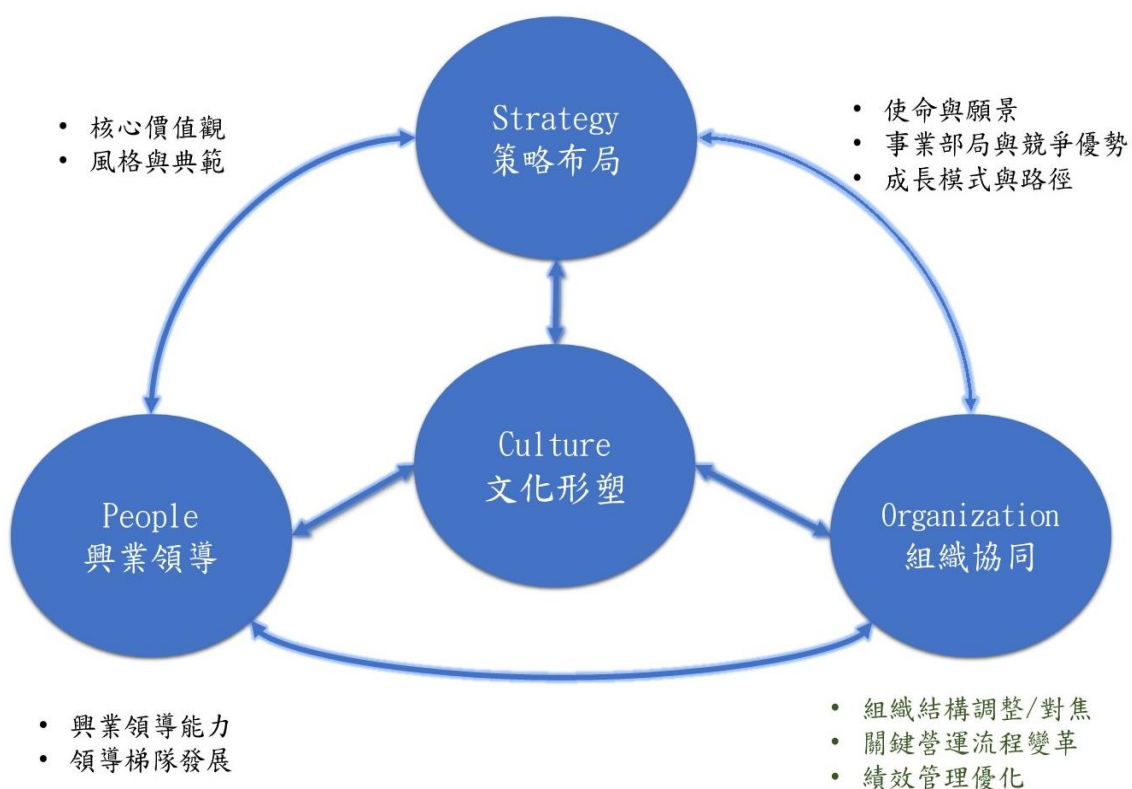 • 核心價值觀
• 風格與典範
Strategy
策略布局
• 使命與願景
• 事業部局與競爭優勢
• 成長模式與路徑
Culture
文化形塑
People
興業領導
Organization
組織協同
• 興業領導能力
• 領導梯隊發展
• 組織結構調整/對焦
• 關鍵營運流程變革
• 績效管理優化